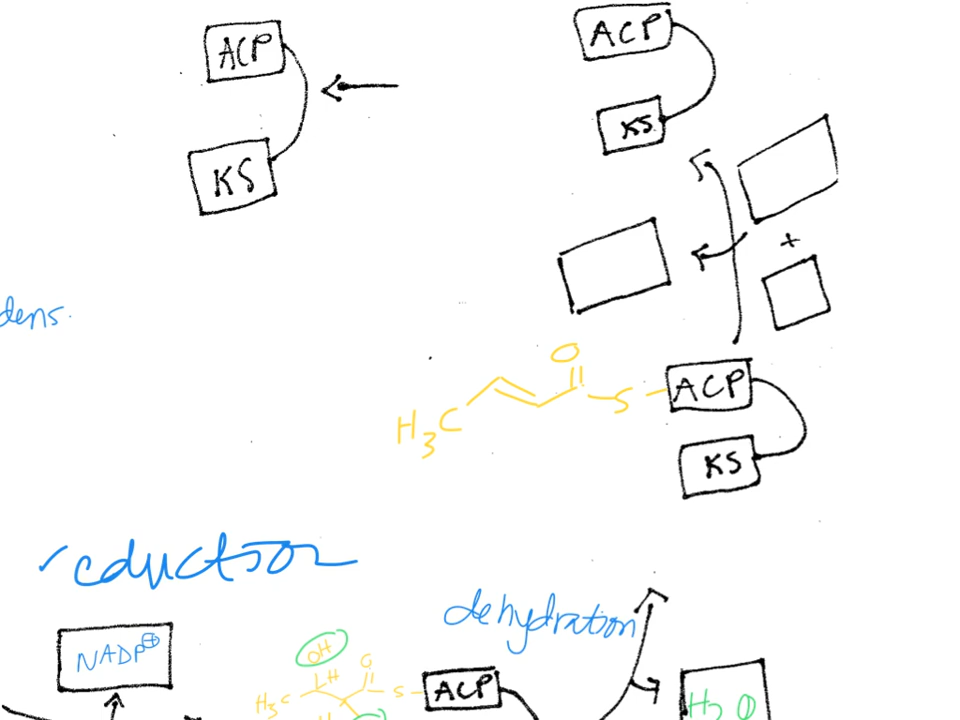 ACP
ACP
KS
KS
+
dens.
O
H3C
S
ACP
KS
reduction
dehydration
NADP⊕
OH
H
O
H3C
S
ACP
H
H2O